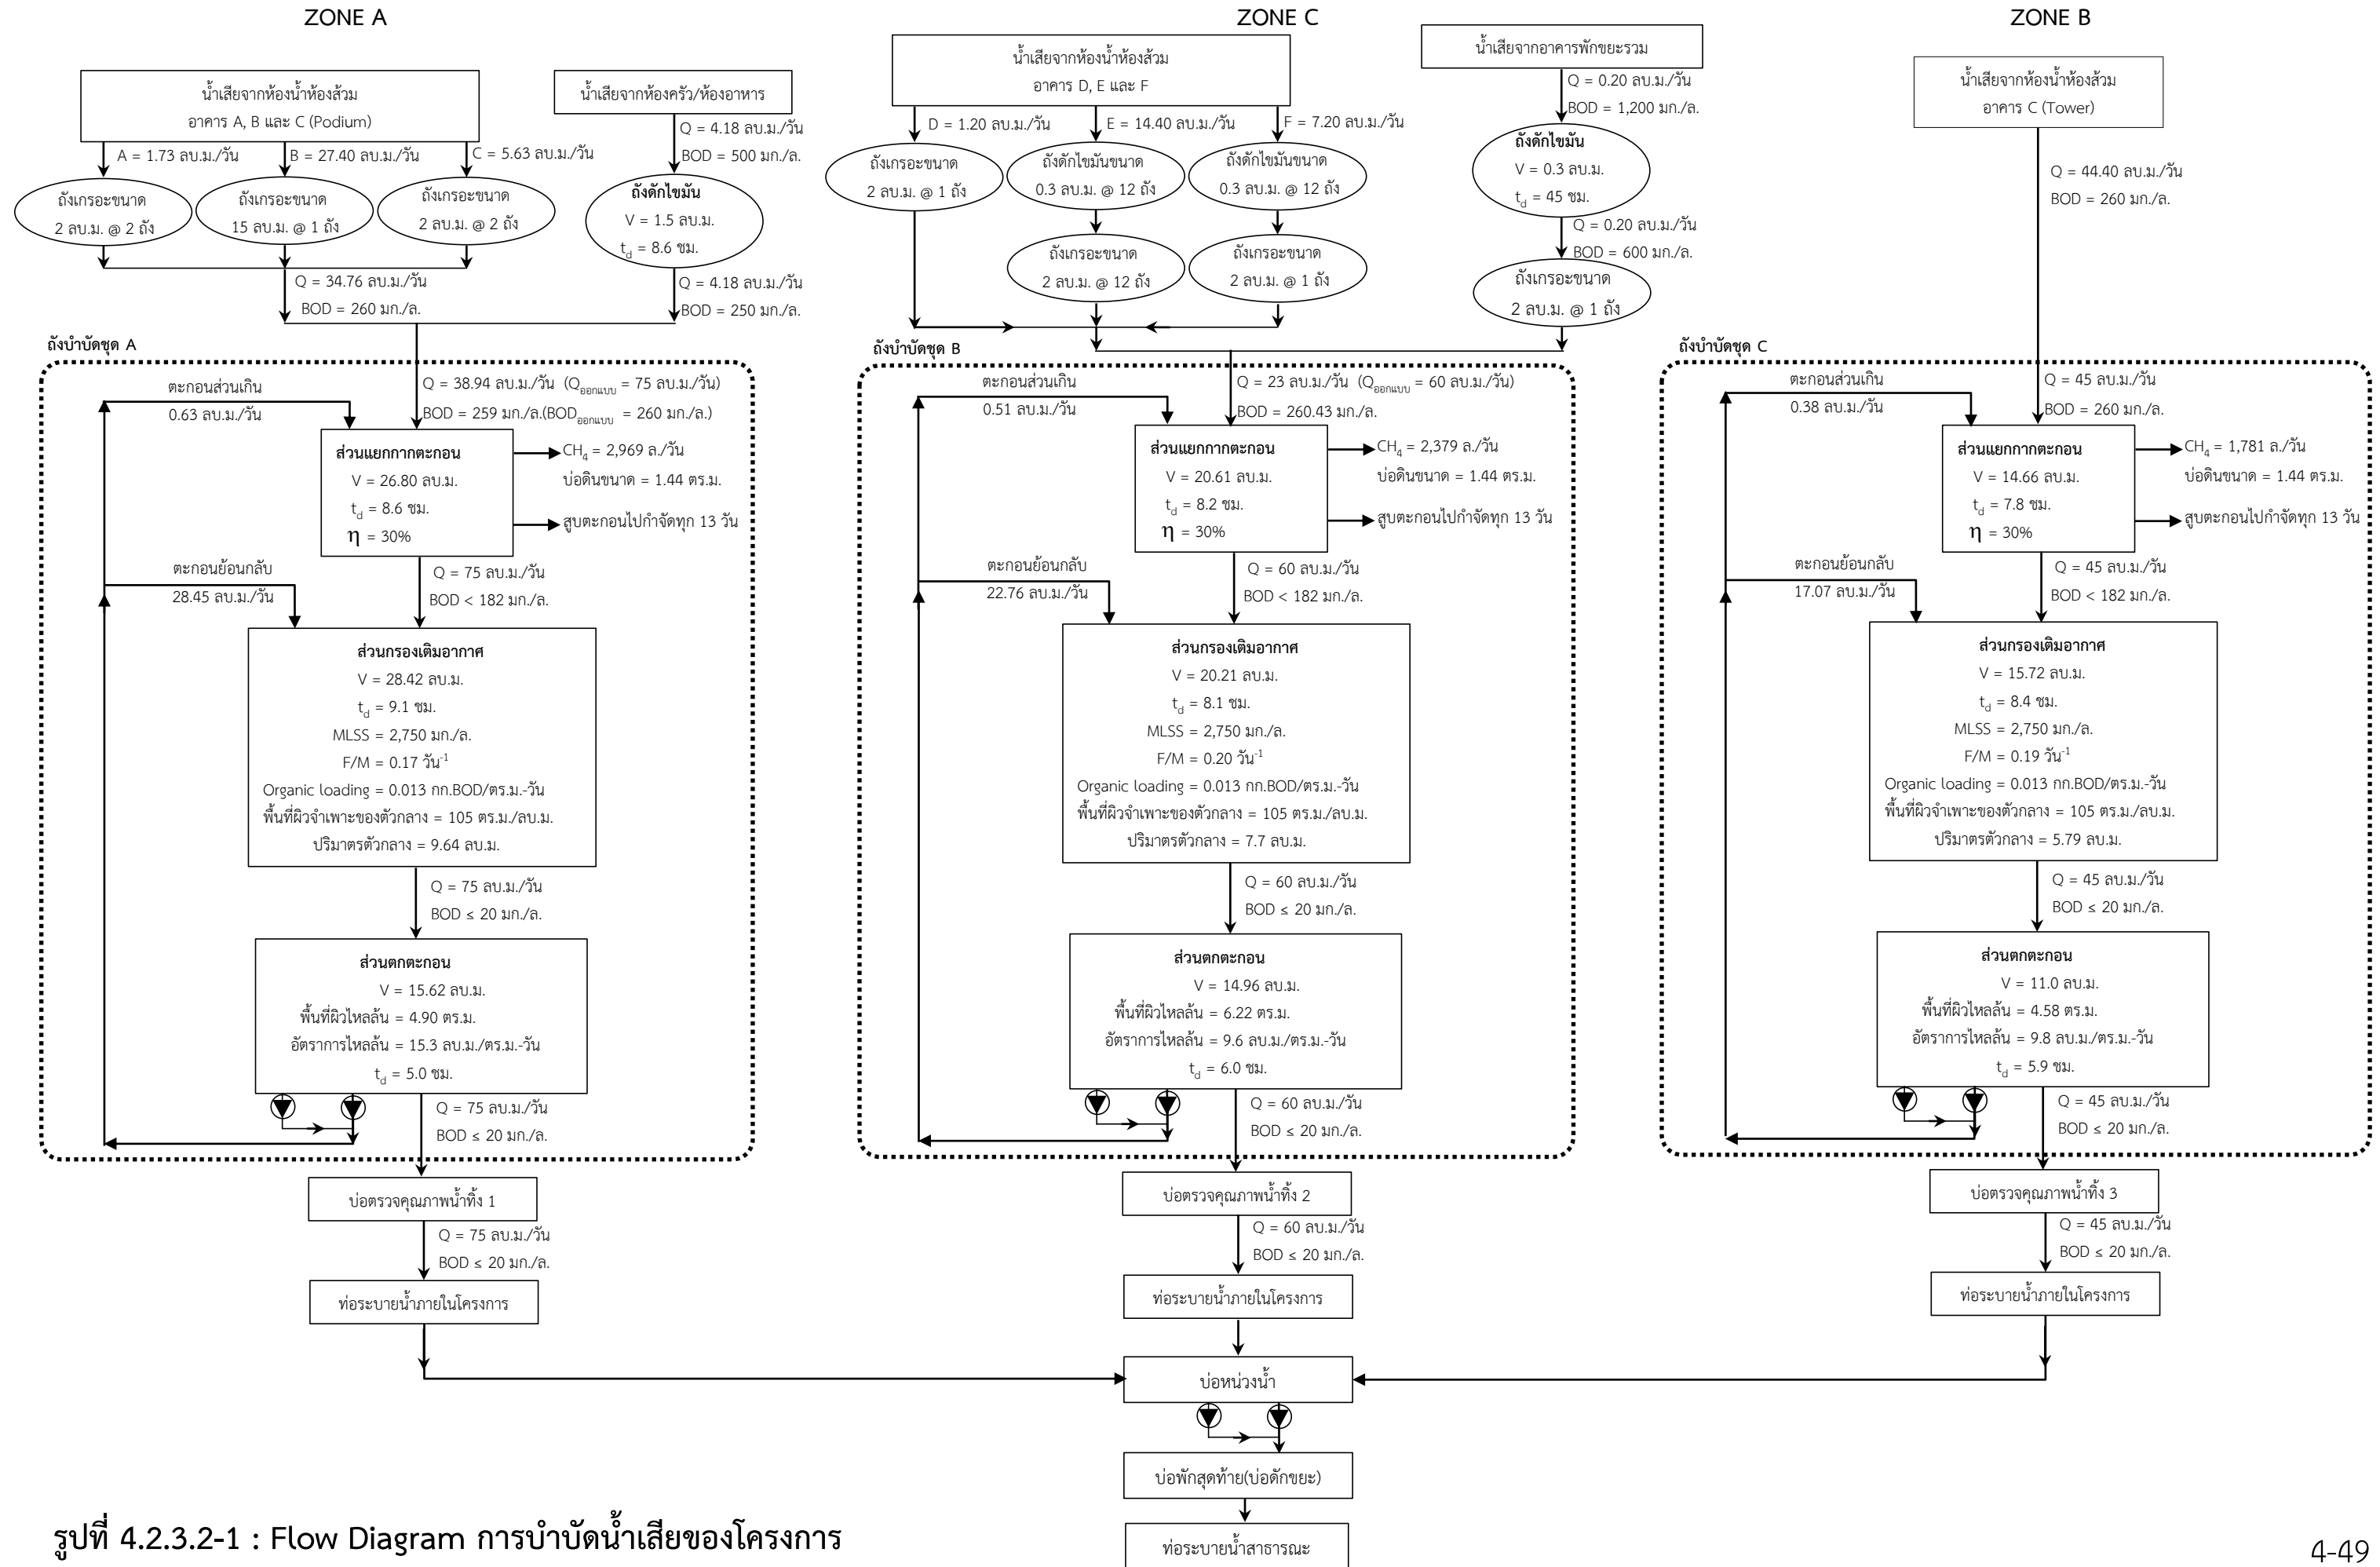 ZONE A
น้ำเสียจากห้องน้ำห้องส้วม
อาคาร A, B และ C (Podium)
น้ำเสียจากห้องครัว/ห้องอาหาร
A = 1.73 ลบ.ม./วัน
B = 27.40 ลบ.ม./วัน
C = 5.63 ลบ.ม./วัน
Q = 4.18 ลบ.ม./วัน
BOD = 500 มก./ล.
ถังเกรอะขนาด
2 ลบ.ม. @ 2 ถัง
ถังเกรอะขนาด
15 ลบ.ม. @ 1 ถัง
ถังเกรอะขนาด
2 ลบ.ม. @ 2 ถัง
ถังดักไขมัน
V = 1.5 ลบ.ม.
td = 8.6 ชม.
Q = 34.76 ลบ.ม./วัน
BOD = 260 มก./ล.
Q = 4.18 ลบ.ม./วัน
BOD = 250 มก./ล.
ถังบำบัดชุด A
ตะกอนส่วนเกิน
0.63 ลบ.ม./วัน
Q = 38.94 ลบ.ม./วัน (Qออกแบบ = 75 ลบ.ม./วัน)
BOD = 259 มก./ล.(BODออกแบบ = 260 มก./ล.)
ส่วนแยกกากตะกอน
V = 26.80 ลบ.ม.
td = 8.6 ชม.
η = 30%
CH4 = 2,969 ล./วัน
บ่อดินขนาด = 1.44 ตร.ม.
สูบตะกอนไปกำจัดทุก 13 วัน
ตะกอนย้อนกลับ
28.45 ลบ.ม./วัน
Q = 75 ลบ.ม./วัน
BOD < 182 มก./ล.
ส่วนกรองเติมอากาศ
V = 28.42 ลบ.ม.
td = 9.1 ชม.
MLSS = 2,750 มก./ล.
F/M = 0.17 วัน-1
Organic loading = 0.013 กก.BOD/ตร.ม.-วัน
พื้นที่ผิวจำเพาะของตัวกลาง = 105 ตร.ม./ลบ.ม.
ปริมาตรตัวกลาง = 9.64 ลบ.ม.
Q = 75 ลบ.ม./วัน
BOD ≤ 20 มก./ล.
ส่วนตกตะกอน
V = 15.62 ลบ.ม.
พื้นที่ผิวไหลล้น = 4.90 ตร.ม.
อัตราการไหลล้น = 15.3 ลบ.ม./ตร.ม.-วัน
td = 5.0 ชม.
Q = 75 ลบ.ม./วัน
BOD ≤ 20 มก./ล.
บ่อตรวจคุณภาพน้ำทิ้ง 1
Q = 75 ลบ.ม./วัน
BOD ≤ 20 มก./ล.
ท่อระบายน้ำภายในโครงการ
ZONE C
น้ำเสียจากห้องน้ำห้องส้วม
อาคาร D, E และ F
น้ำเสียจากอาคารพักขยะรวม
D = 1.20 ลบ.ม./วัน
E = 14.40 ลบ.ม./วัน
F = 7.20 ลบ.ม./วัน
Q = 0.20 ลบ.ม./วัน
BOD = 1,200 มก./ล.
ถังเกรอะขนาด
2 ลบ.ม. @ 1 ถัง
ถังดักไขมันขนาด
0.3 ลบ.ม. @ 12 ถัง
ถังดักไขมันขนาด
0.3 ลบ.ม. @ 12 ถัง
ถังดักไขมัน
V = 0.3 ลบ.ม.
td = 45 ชม.
Q = 0.20 ลบ.ม./วัน
BOD = 600 มก./ล.
ถังเกรอะขนาด
2 ลบ.ม. @ 12 ถัง
ถังเกรอะขนาด
2 ลบ.ม. @ 1 ถัง
ถังเกรอะขนาด
2 ลบ.ม. @ 1 ถัง
ถังบำบัดชุด B
ตะกอนส่วนเกิน
0.51 ลบ.ม./วัน
Q = 23 ลบ.ม./วัน (Qออกแบบ = 60 ลบ.ม./วัน)
BOD = 260.43 มก./ล.
ส่วนแยกกากตะกอน
V = 20.61 ลบ.ม.
td = 8.2 ชม.
η = 30%
CH4 = 2,379 ล./วัน
บ่อดินขนาด = 1.44 ตร.ม.
สูบตะกอนไปกำจัดทุก 13 วัน
ตะกอนย้อนกลับ
22.76 ลบ.ม./วัน
Q = 60 ลบ.ม./วัน
BOD < 182 มก./ล.
ส่วนกรองเติมอากาศ
V = 20.21 ลบ.ม.
td = 8.1 ชม.
MLSS = 2,750 มก./ล.
F/M = 0.20 วัน-1
Organic loading = 0.013 กก.BOD/ตร.ม.-วัน
พื้นที่ผิวจำเพาะของตัวกลาง = 105 ตร.ม./ลบ.ม.
ปริมาตรตัวกลาง = 7.7 ลบ.ม.
Q = 60 ลบ.ม./วัน
BOD ≤ 20 มก./ล.
ส่วนตกตะกอน
V = 14.96 ลบ.ม.
พื้นที่ผิวไหลล้น = 6.22 ตร.ม.
อัตราการไหลล้น = 9.6 ลบ.ม./ตร.ม.-วัน
td = 6.0 ชม.
Q = 60 ลบ.ม./วัน
BOD ≤ 20 มก./ล.
บ่อตรวจคุณภาพน้ำทิ้ง 2
Q = 60 ลบ.ม./วัน
BOD ≤ 20 มก./ล.
ท่อระบายน้ำภายในโครงการ
บ่อหน่วงน้ำ
บ่อพักสุดท้าย(บ่อดักขยะ)
ท่อระบายน้ำสาธารณะ
ZONE B
น้ำเสียจากห้องน้ำห้องส้วม
อาคาร C (Tower)
Q = 44.40 ลบ.ม./วัน
BOD = 260 มก./ล.
ถังบำบัดชุด C
ตะกอนส่วนเกิน
0.38 ลบ.ม./วัน
Q = 45 ลบ.ม./วัน
BOD = 260 มก./ล.
ส่วนแยกกากตะกอน
V = 14.66 ลบ.ม.
td = 7.8 ชม.
η = 30%
CH4 = 1,781 ล./วัน
บ่อดินขนาด = 1.44 ตร.ม.
สูบตะกอนไปกำจัดทุก 13 วัน
ตะกอนย้อนกลับ
17.07 ลบ.ม./วัน
Q = 45 ลบ.ม./วัน
BOD < 182 มก./ล.
ส่วนกรองเติมอากาศ
V = 15.72 ลบ.ม.
td = 8.4 ชม.
MLSS = 2,750 มก./ล.
F/M = 0.19 วัน-1
Organic loading = 0.013 กก.BOD/ตร.ม.-วัน
พื้นที่ผิวจำเพาะของตัวกลาง = 105 ตร.ม./ลบ.ม.
ปริมาตรตัวกลาง = 5.79 ลบ.ม.
Q = 45 ลบ.ม./วัน
BOD ≤ 20 มก./ล.
ส่วนตกตะกอน
V = 11.0 ลบ.ม.
พื้นที่ผิวไหลล้น = 4.58 ตร.ม.
อัตราการไหลล้น = 9.8 ลบ.ม./ตร.ม.-วัน
td = 5.9 ชม.
Q = 45 ลบ.ม./วัน
BOD ≤ 20 มก./ล.
บ่อตรวจคุณภาพน้ำทิ้ง 3
Q = 45 ลบ.ม./วัน
BOD ≤ 20 มก./ล.
ท่อระบายน้ำภายในโครงการ
รูปที่ 4.2.3.2-1 : Flow Diagram การบำบัดน้ำเสียของโครงการ
4-49